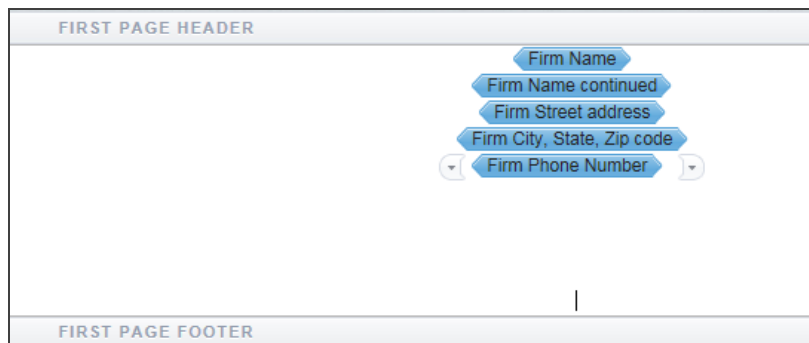 FIRST PAGE HEADER
Firm Name
Firm Name continued
Firm Street address
Firm City, State, Zip code
Firm Phone Number
FIRST PAGE FOOTER